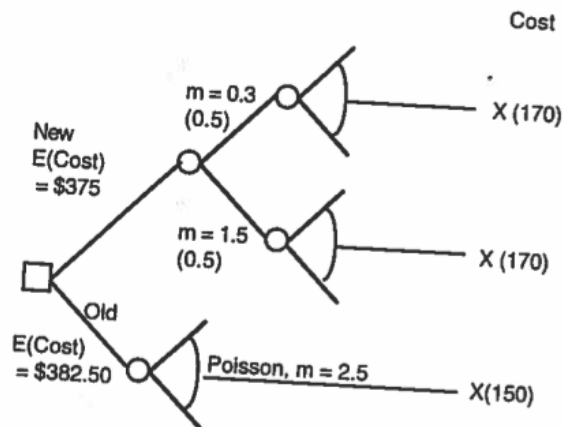 Cost
m = 0.3
(0.5)
X (170)
New
E(Cost)
= $375
m = 1.5
(0.5)
X (170)
Old
E(Cost)
= $382.50
Poisson, m = 2.5
X(150)